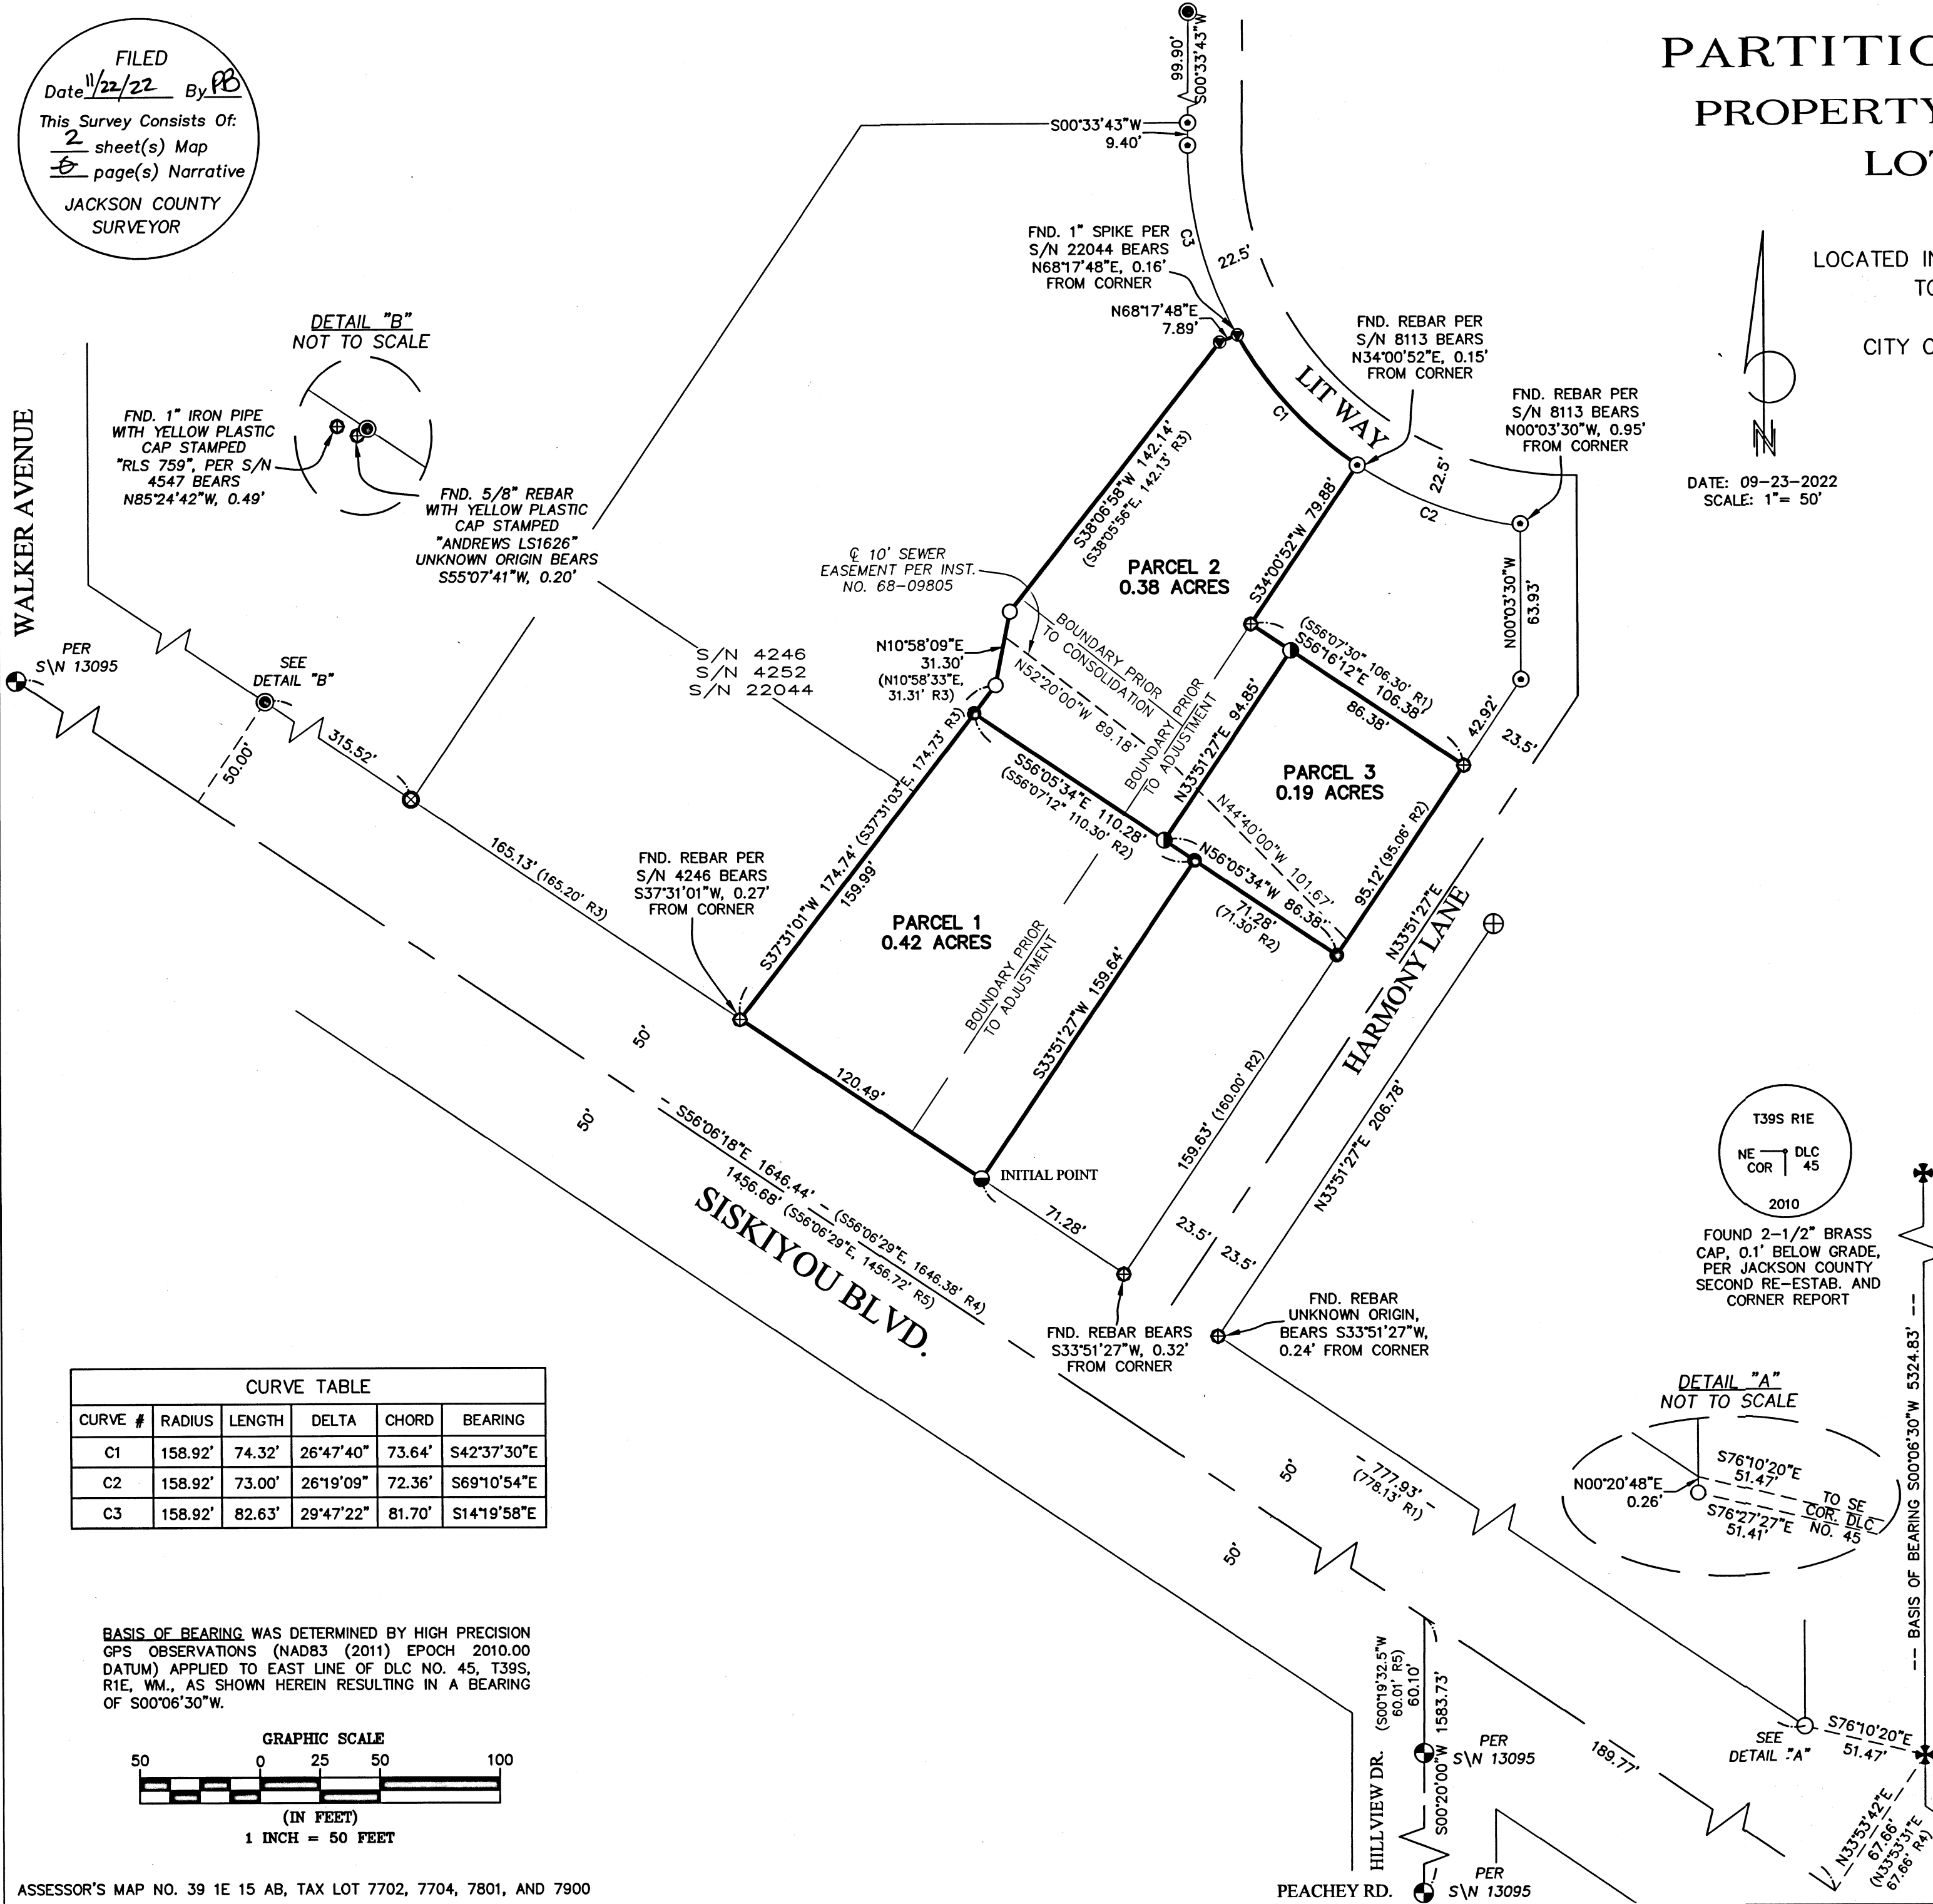 FILED
Date 11/22/22 By PB
This Survey Consists Of:
2 sheet(s) Map
page(s) Narrative
JACKSON COUNTY
SURVEYOR
PARTITIO
PROPERTY
LOT
LOCATED IN
TO
CITY O
N
DATE: 09-23-2022
SCALE: 1"= 50'
99.90'
S00°33'43"W
S00°33'43"W
9.40'
C3
22.5'
FND. 1" SPIKE PER
S/N 22044 BEARS
N68°17'48"E, 0.16'
FROM CORNER
N68°17'48"E
7.89'
FND. REBAR PER
S/N 8113 BEARS
N34°00'52"E, 0.15'
FROM CORNER
FND. REBAR PER
S/N 8113 BEARS
N00°03'30"W, 0.95'
FROM CORNER
LIT WAY
C1
C2
22.5'
DETAIL "B"
NOT TO SCALE
FND. 1" IRON PIPE
WITH YELLOW PLASTIC
CAP STAMPED
"RLS 759", PER S/N
4547 BEARS
N85°24'42"W, 0.49'
FND. 5/8" REBAR
WITH YELLOW PLASTIC
CAP STAMPED
"ANDREWS LS1626"
UNKNOWN ORIGIN BEARS
S55°07'41"W, 0.20'
WALKER AVENUE
PER
S\N 13095
SEE
DETAIL "B"
50.00'
315.52'
165.13' (165.20' R3)
S/N 4246
S/N 4252
S/N 22044
℄ 10' SEWER
EASEMENT PER INST.
NO. 68-09805
S38°06'58"W 142.14'
(S38°05'56"E, 142.13' R3)
PARCEL 2
0.38 ACRES
S34°00'52"W 79.88'
N00°03'30"W
63.93'
N10°58'09"E
31.30'
(N10°58'33"E,
31.31' R3)
BOUNDARY PRIOR
TO CONSOLIDATION
N52°20'00"W 89.18'
BOUNDARY PRIOR
TO ADJUSTMENT
(S56°07'30" 106.30' R1)
S56°16'12"E 106.38'
86.38'
42.92'
23.5'
N33°51'27"E 94.85'
PARCEL 3
0.19 ACRES
N44°40'00"W 101.67'
95.12' (95.06' R2)
N33°51'27"E
S56°05'34"E 110.28'
(S56°07'12" 110.30' R2)
N56°05'34"W 86.38'
71.28'
(71.30' R2)
S37°31'01"W 174.74' (S37°31'03"E, 174.73' R3)
159.99'
FND. REBAR PER
S/N 4246 BEARS
S37°31'01"W, 0.27'
FROM CORNER
PARCEL 1
0.42 ACRES
BOUNDARY PRIOR
TO ADJUSTMENT
S33°51'27"W 159.64'
120.49'
INITIAL POINT
71.28'
159.63' (160.00' R2)
HARMONY LANE
N33°51'27"E 206.78'
23.5'
23.5'
50'
50'
S56°06'18"E 1646.44' - (S56°06'29"E, 1646.38' R4)
1456.68' (S56°06'29"E, 1456.72' R5)
SISKIYOU BLVD.
FND. REBAR BEARS
S33°51'27"W, 0.32'
FROM CORNER
FND. REBAR
UNKNOWN ORIGIN,
BEARS S33°51'27"W,
0.24' FROM CORNER
T39S R1E
NE DLC
COR 45
2010
FOUND 2-1/2" BRASS
CAP, 0.1' BELOW GRADE,
PER JACKSON COUNTY
SECOND RE-ESTAB. AND
CORNER REPORT
-- BASIS OF BEARING S00°06'30"W 5324.83' --
DETAIL "A"
NOT TO SCALE
N00°20'48"E
0.26'
S76°10'20"E
51.47'
S76°27'27"E
51.41'
TO SE
COR. DLC
NO. 45
50'
50'
- 777.93' -
(778.13' R1)
CURVE TABLE
CURVE # RADIUS LENGTH DELTA CHORD BEARING
C1 158.92' 74.32' 26°47'40" 73.64' S42°37'30"E
C2 158.92' 73.00' 26°19'09" 72.36' S69°10'54"E
C3 158.92' 82.63' 29°47'22" 81.70' S14°19'58"E
BASIS OF BEARING WAS DETERMINED BY HIGH PRECISION
GPS OBSERVATIONS (NAD83 (2011) EPOCH 2010.00
DATUM) APPLIED TO EAST LINE OF DLC NO. 45, T39S,
R1E, WM., AS SHOWN HEREIN RESULTING IN A BEARING
OF S00°06'30"W.
GRAPHIC SCALE
50 0 25 50 100
(IN FEET)
1 INCH = 50 FEET
(S00°19'32.5"W
60.01' R5)
60.10'
S00°20'00"W 1583.73'
HILLVIEW DR.
PER
S\N 13095
PEACHEY RD.
PER
S\N 13095
189.77'
SEE
DETAIL "A"
S76°10'20"E
51.47'
N33°53'42"E
67.66'
(N33°53'31"E
67.66' R4)
ASSESSOR'S MAP NO. 39 1E 15 AB, TAX LOT 7702, 7704, 7801, AND 7900